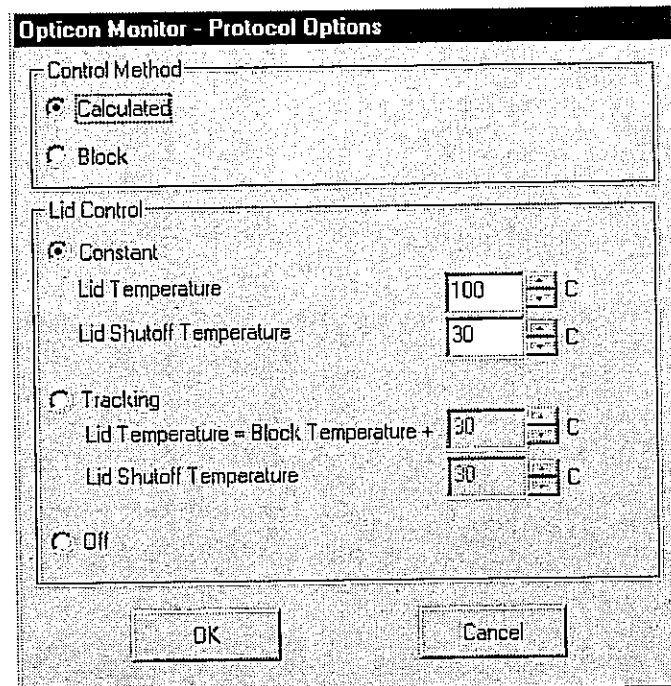 Opticon Monitor - Protocol Options
Control Method
Calculated
Block
Lid Control
Constant
Lid Temperature 100 C
Lid Shutoff Temperature 30 C
Tracking
Lid Temperature = Block Temperature + 30 C
Lid Shutoff Temperature 30 C
Off
OK Cancel